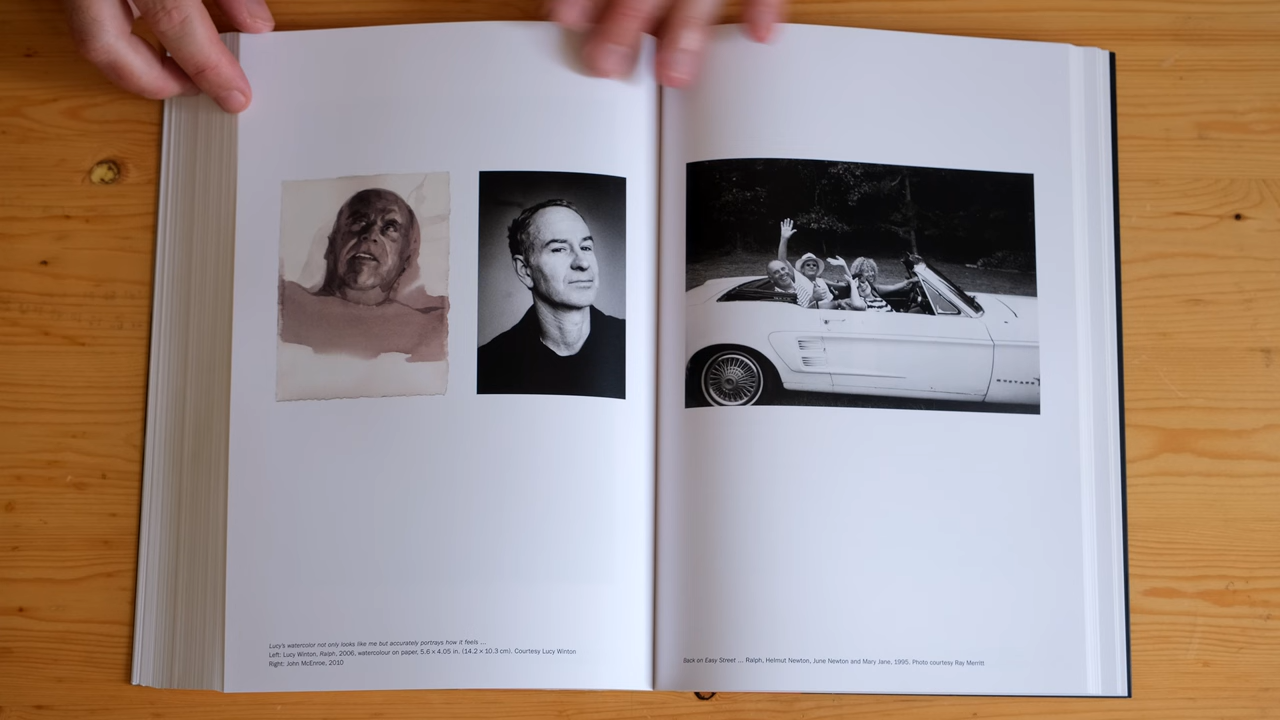 Lucy's watercolor not only looks like me but accurately portrays how it feels ...
Left: Lucy Winton, Ralph, 2006, watercolour on paper, 5.6 × 4.05 in. (14.2 × 10.3 cm). Courtesy Lucy Winton
Right: John McEnroe, 2010
MUSTANG
Back on Easy Street ... Ralph, Helmut Newton, June Newton and Mary Jane, 1995. Photo courtesy Ray Merritt